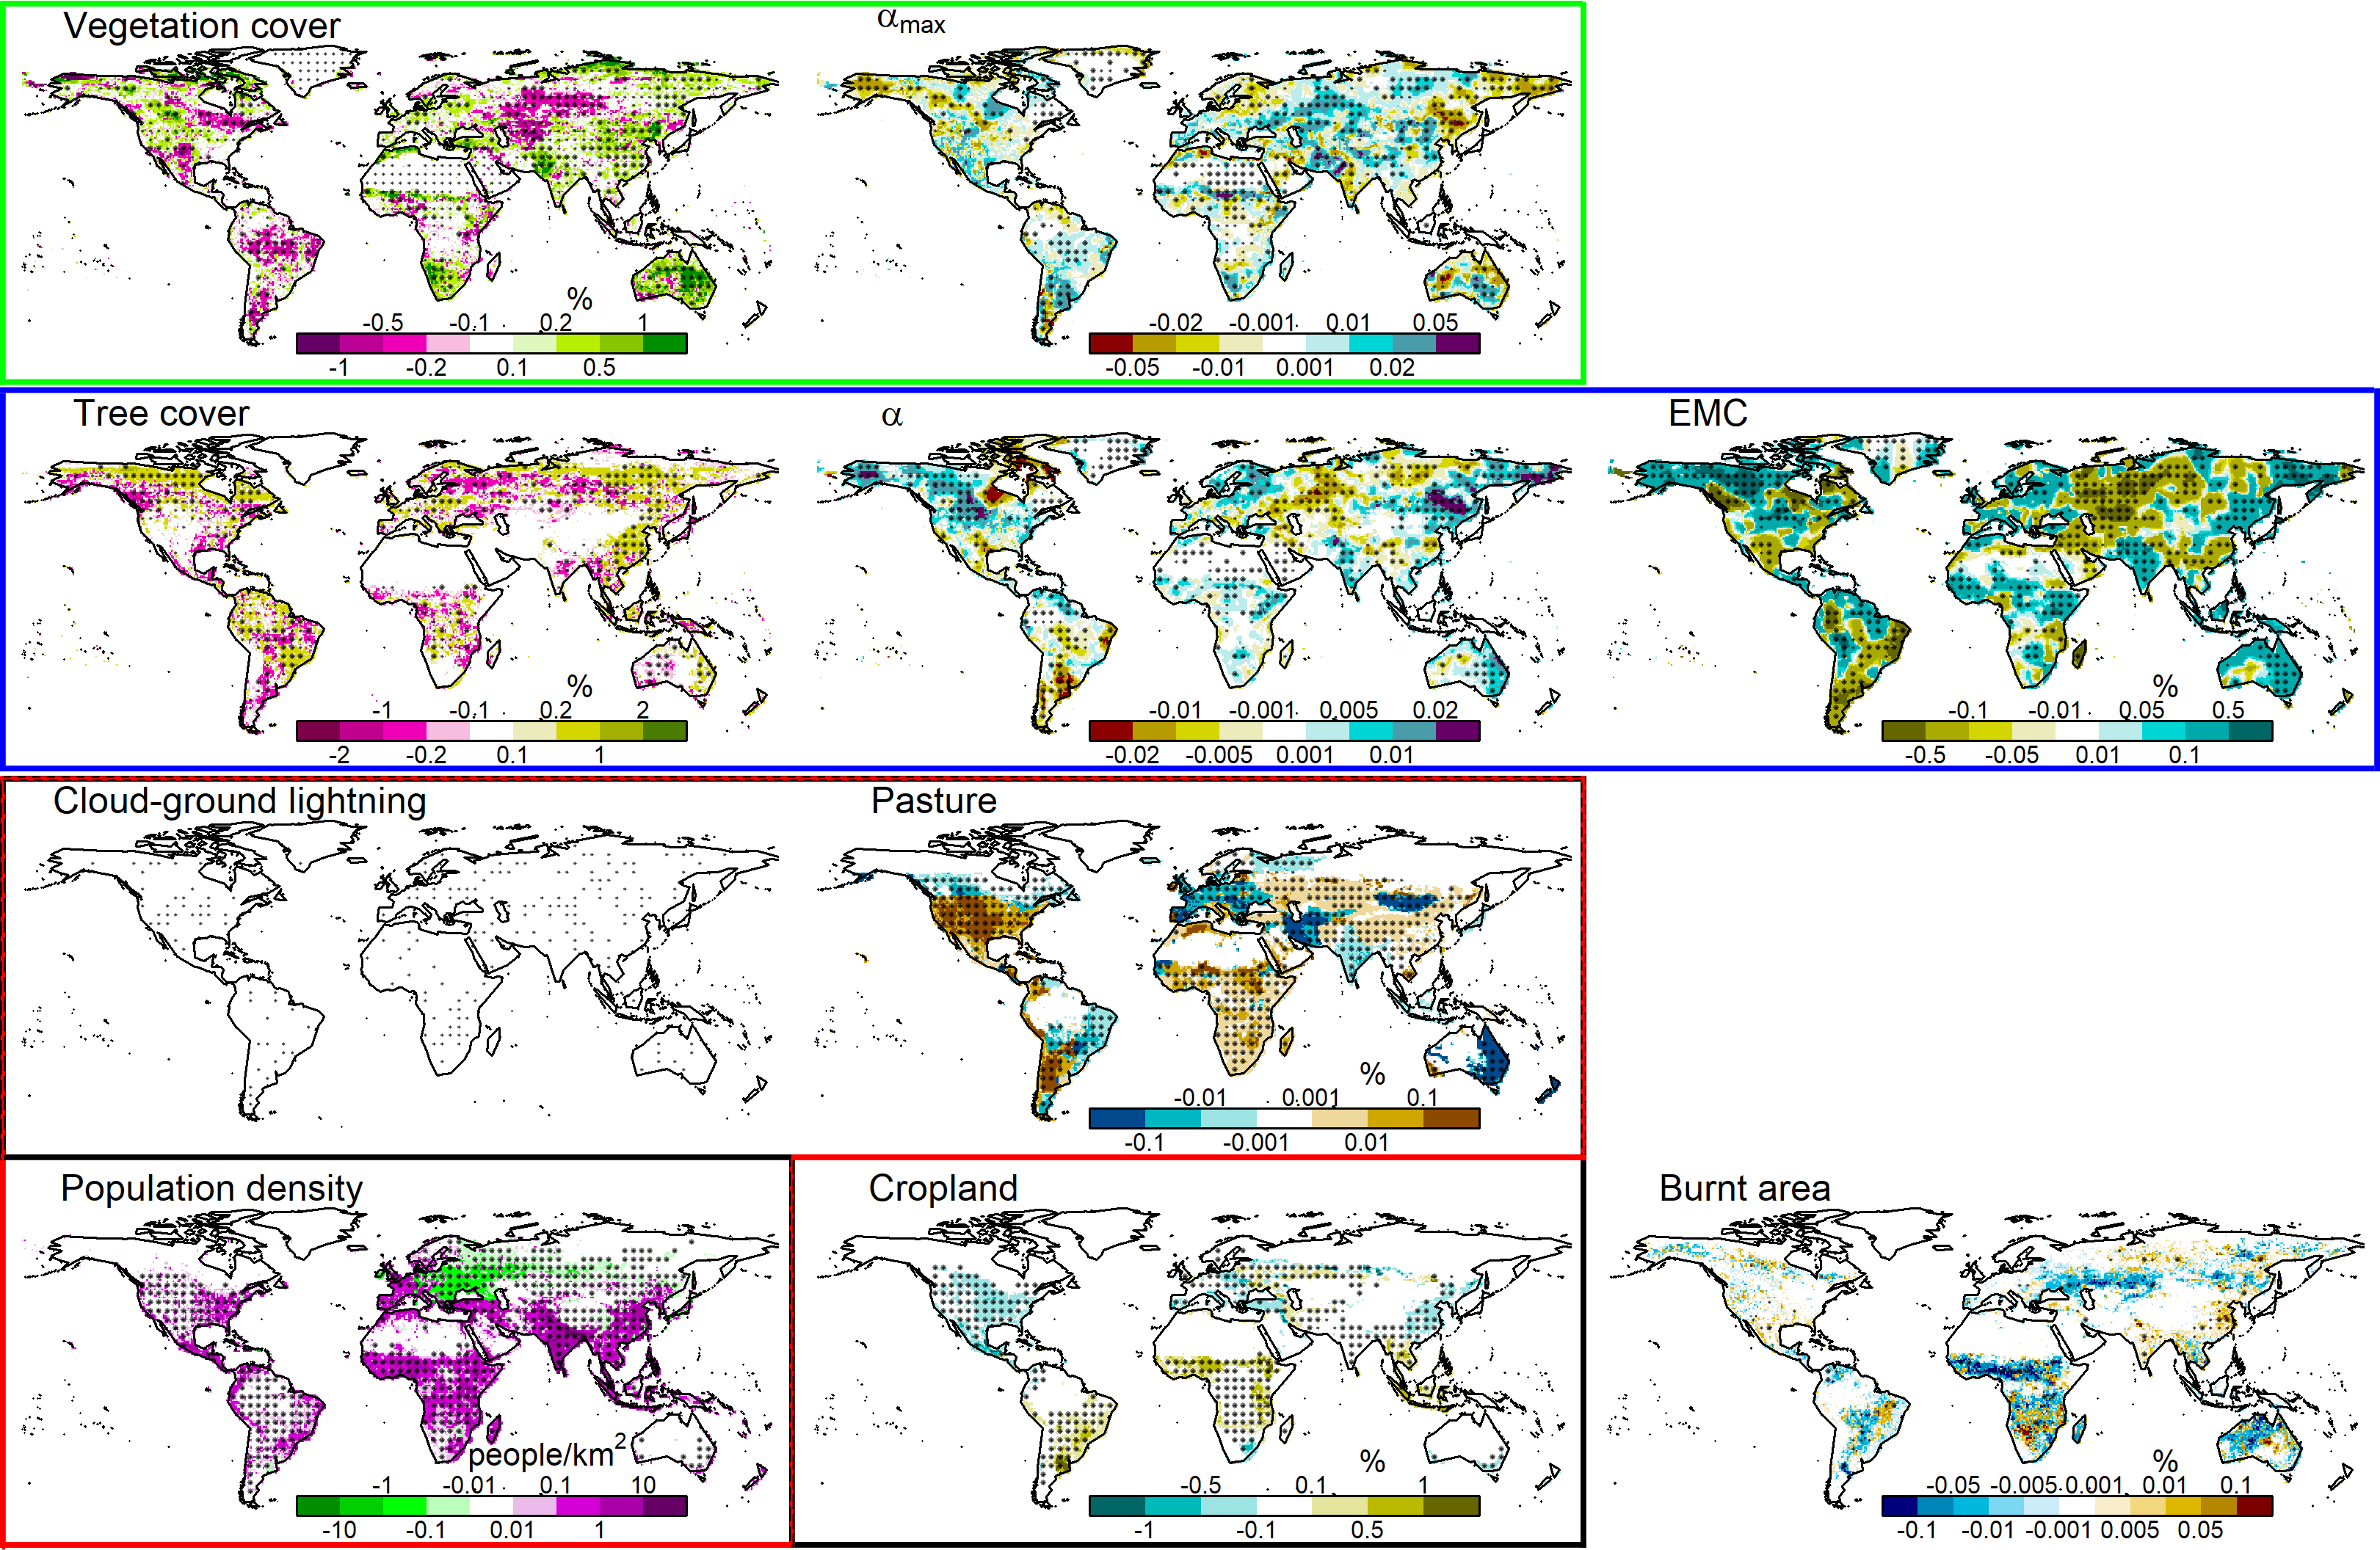 Vegetation cover
αmax
%
-0.5 -0.1 0.2 1
-1 -0.2 0.1 0.5
-0.02 -0.001 0.01 0.05
-0.05 -0.01 0.001 0.02
Tree cover
α
EMC
%
-1 -0.1 0.2 2
-2 -0.2 0.1 1
-0.01 -0.001 0.005 0.02
-0.02 -0.005 0.001 0.01
%
-0.1 -0.01 0.05 0.5
-0.5 -0.05 0.01 0.1
Cloud-ground lightning
Pasture
%
-0.01 0.001 0.1
-0.1 -0.001 0.01
Population density
Cropland
Burnt area
people/km²
-1 -0.01 0.1 10
-10 -0.1 0.01 1
%
-0.5 0.1 1
-1 -0.1 0.5
%
-0.05 -0.005 0.001 0.01 0.1
-0.1 -0.01 -0.001 0.005 0.05